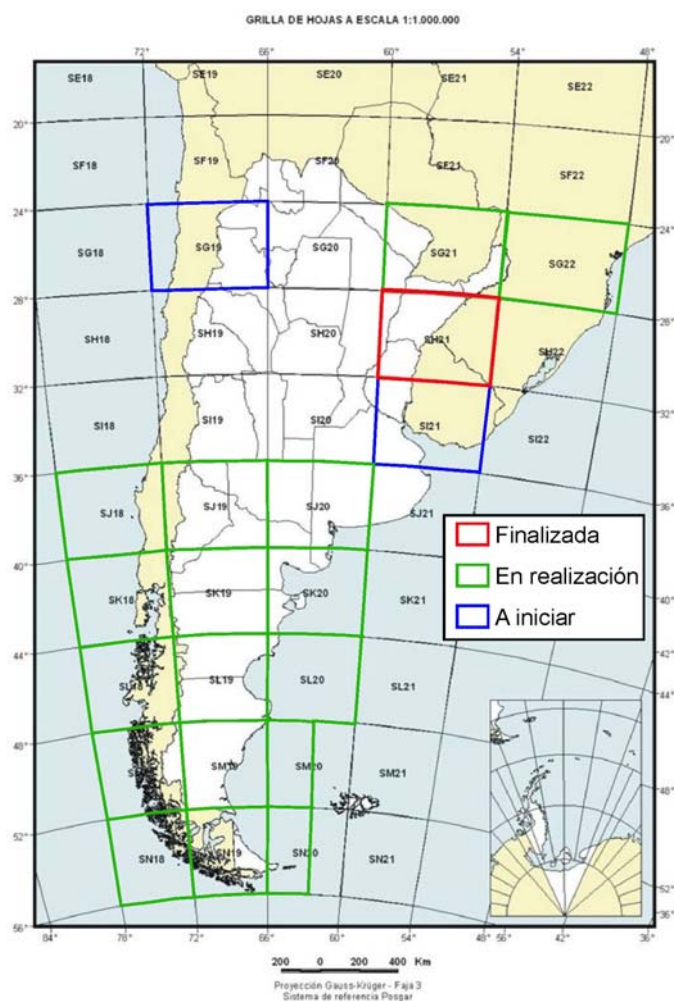 GRILLA DE HOJAS A ESCALA 1:1.000.000
72° 66° 60° 54° 48°
SE18 SE19 SE20 SE21 SE22
20° 20°
SF18 SF19 SF20 SF21 SF22
24° 24°
SG18 SG19 SG20 SG21 SG22
28° 28°
SH18 SH19 SH20 SH21 SH22
32° 32°
SI18 SI19 SI20 SI21 SI22
36° 36°
SJ18 SJ19 SJ20 SJ21
Finalizada
En realización
A iniciar
40° 40°
SK18 SK19 SK20 SK21
42°
44° 44°
SL18 SL19 SL20 SL21
48° 48°
SM19 SM20 SM21
52° 52°
SN18 SN19 SN20 SN21
56° 36°
84° 78° 72° 66° 60° 54° 48° 56° 42° 36°
200 0 200 400 Km
Proyección Gauss-Krüger - Faja 3
Sistema de referencia Posgar